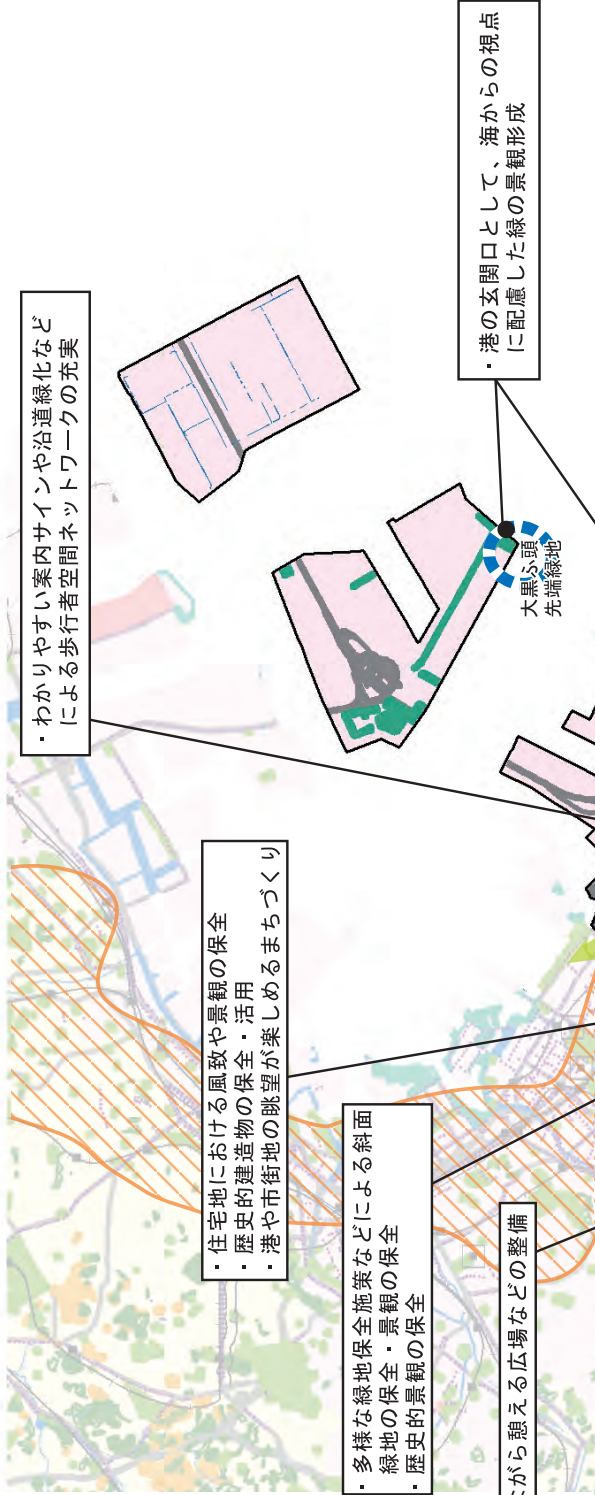 ・わかりやすい案内サインや沿道緑化など
による歩行者空間ネットワークの充実
・港の玄関口として、海からの視点
に配慮した緑の景観形成
大黒ふ頭
先端緑地
・住宅地における風致や景観の保全
・歴史的建造物の保全・活用
・港や市街地の眺望が楽しめるまちづくり
・多様な緑地保全施策などによる斜面
緑地の保全・景観の保全
・歴史的景観の保全
がら憩える広場などの整備